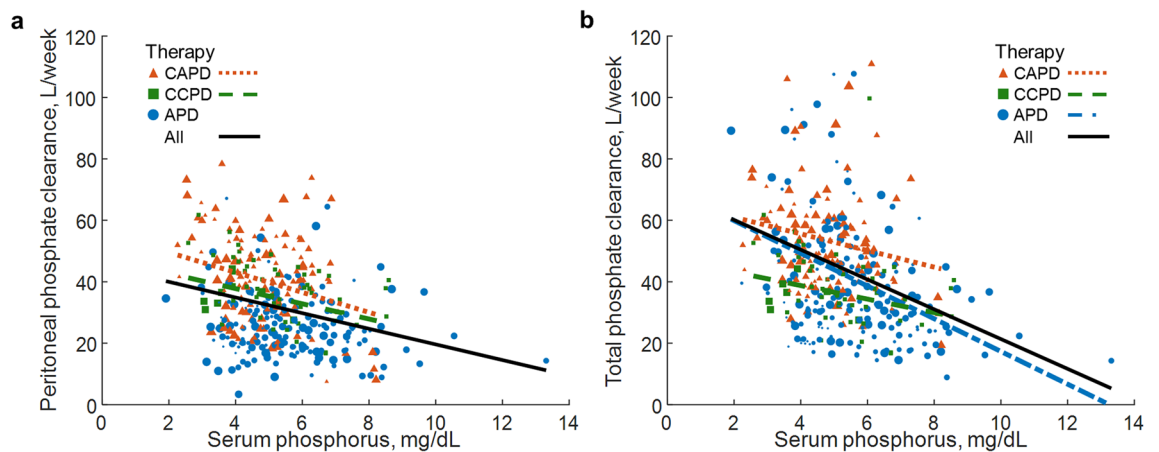 a
Peritoneal phosphate clearance, L/week
120
100
80
60
40
20
0
Therapy
CAPD
CCPD
APD
All
0 2 4 6 8 10 12 14
Serum phosphorus, mg/dL
b
Total phosphate clearance, L/week
120
100
80
60
40
20
0
Therapy
CAPD
CCPD
APD
All
0 2 4 6 8 10 12 14
Serum phosphorus, mg/dL